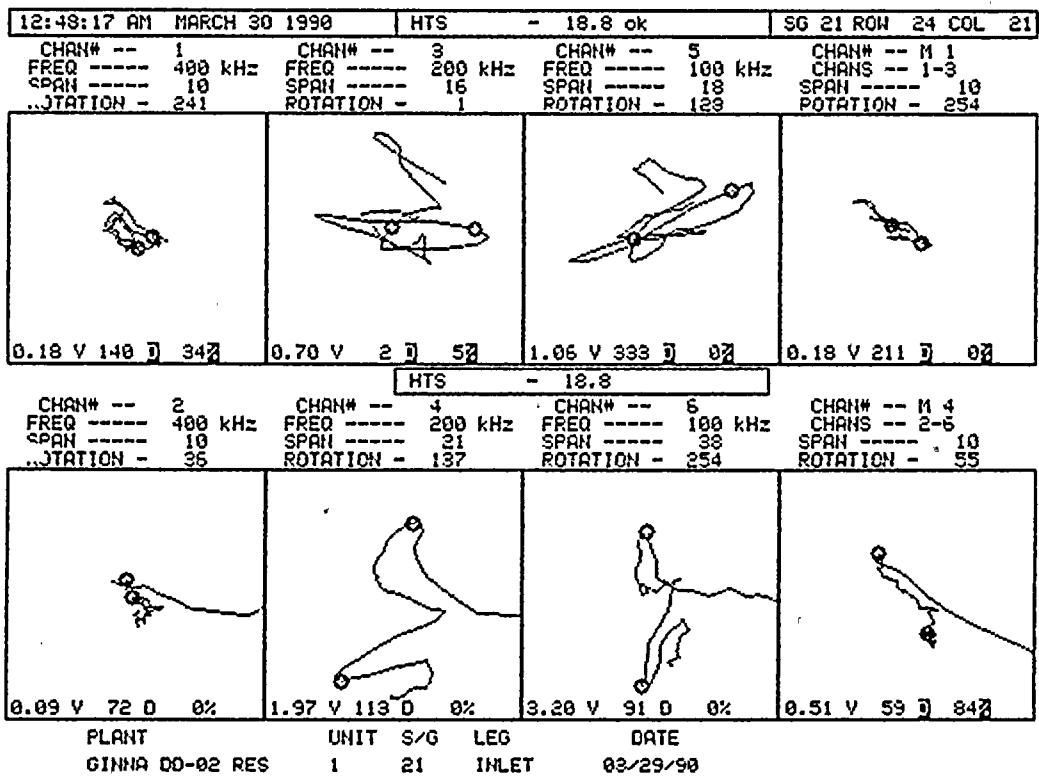 12:48:17 AM MARCH 30 1990 HTS - 18.8 ok SG 21 ROW 24 COL 21
CHAN# -- 1 CHAN# -- 3 CHAN# -- 5 CHAN# -- M 1
FREQ ----- 400 kHz FREQ ----- 200 kHz FREQ ----- 100 kHz CHANS -- 1-3
SPAN ----- 10 SPAN ----- 16 SPAN ----- 18 SPAN ----- 10
..OTATION - 241 ROTATION - 1 ROTATION - 129 ROTATION - 254
0.18 V 140 D 34% 0.70 V 2 D 5% 1.06 V 333 D 0% 0.18 V 211 D 0%
HTS - 18.8
CHAN# -- 2 CHAN# -- 4 CHAN# -- 6 CHAN# -- M 4
FREQ ----- 400 kHz FREQ ----- 200 kHz FREQ ----- 100 kHz CHANS -- 2-6
SPAN ----- 10 SPAN ----- 21 SPAN ----- 33 SPAN ----- 10
..OTATION - 36 ROTATION - 137 ROTATION - 254 ROTATION - 55
0.09 V 72 D 0% 1.97 V 113 D 0% 3.20 V 91 D 0% 0.51 V 59 D 84%
PLANT UNIT S/G LEG DATE
GINNA DD-02 RES 1 21 INLET 03/29/90